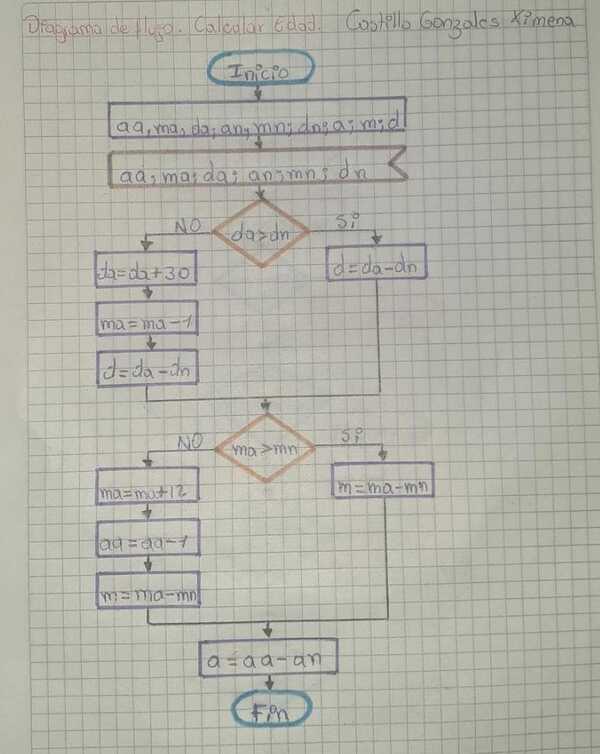 Diagrama de flujo. Calcular Edad. Castillo Gonzales Ximena
Inicio
aa, ma, da; an, mn; dn; a; m; d
aa; ma; da; an; mn; dn
da>dn
NO
Si
da=da+30
d=da-dn
ma=ma-1
d=da-dn
ma>mn
NO
Si
ma=ma+12
m=ma-mn
aa=aa-1
m=ma-mn
a=aa-an
Fin